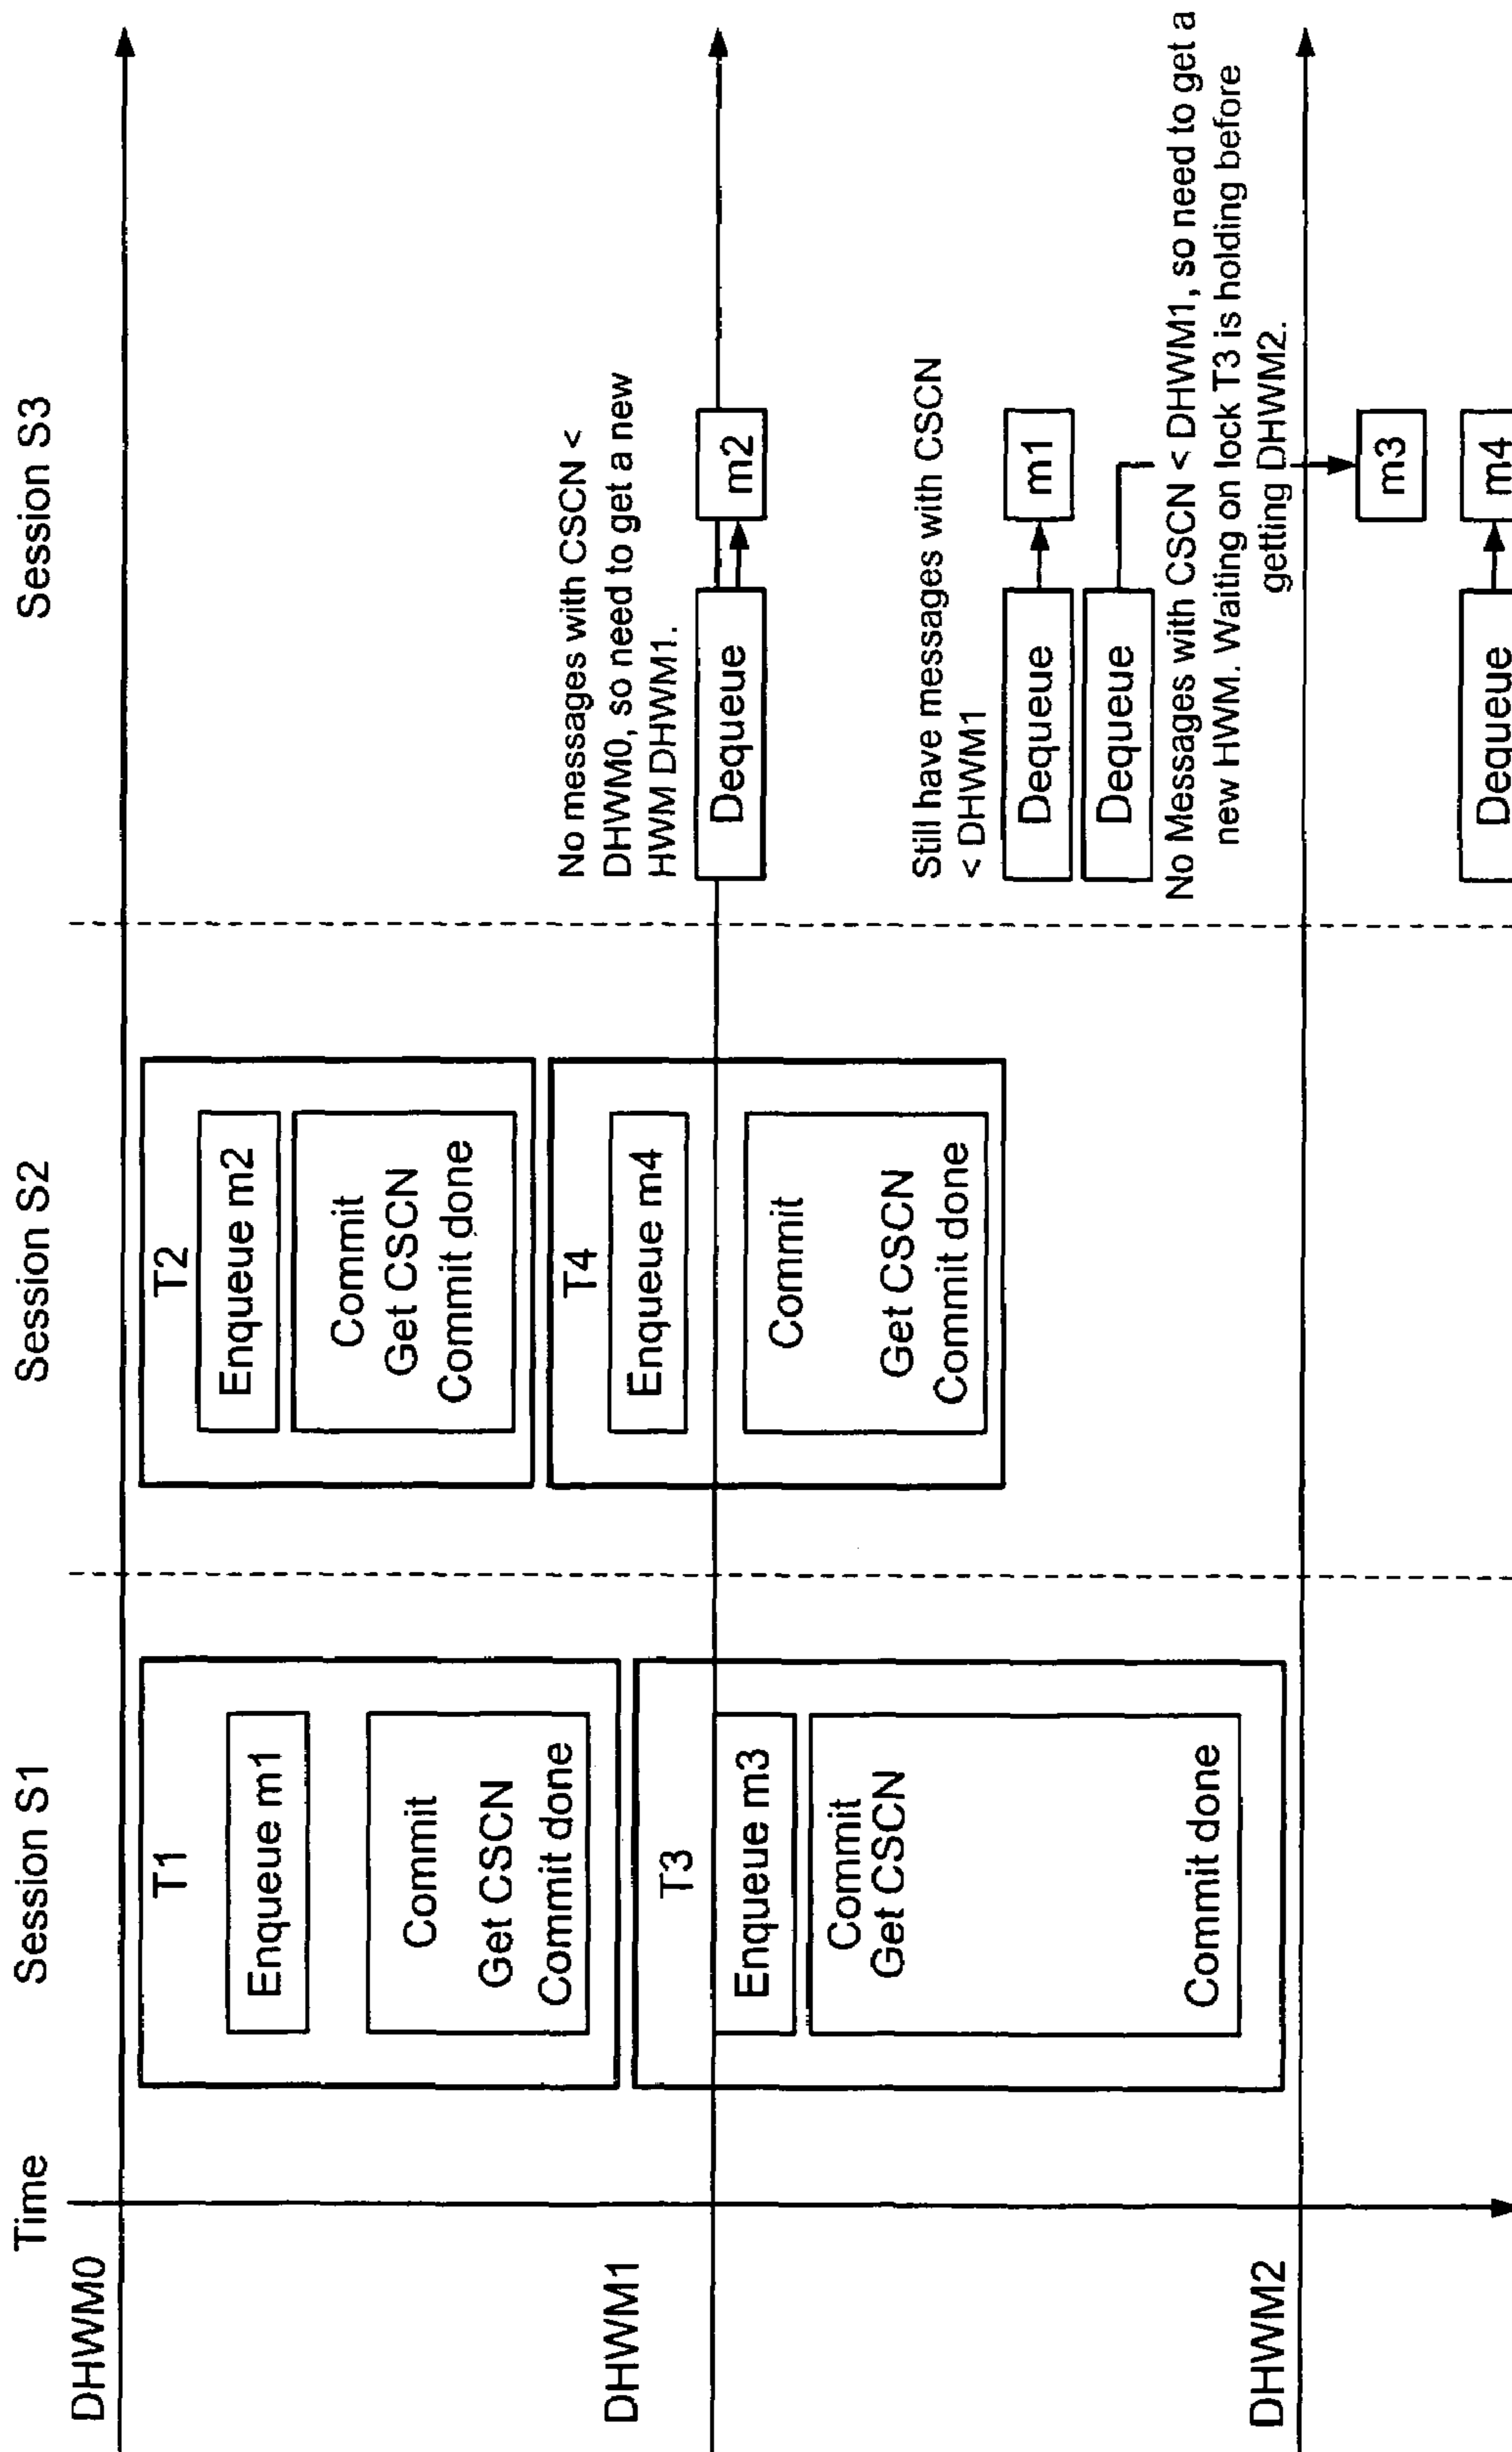 Time
Session S1
Session S2
Session S3
DHWM0
T1
Enqueue m1
Commit
Get CSCN
Commit done
T2
Enqueue m2
Commit
Get CSCN
Commit done
T4
Enqueue m4
Commit
Get CSCN
Commit done
No messages with CSCN <
DHWM0, so need to get a new
HWM DHWM1.
Dequeue
m2
DHWM1
T3
Enqueue m3
Commit
Get CSCN
Commit done
Still have messages with CSCN
< DHWM1
Dequeue
m1
Dequeue
No Messages with CSCN < DHWM1, so need to get a
new HWM. Waiting on lock T3 is holding before
getting DHWM2.
DHWM2
m3
Dequeue
m4